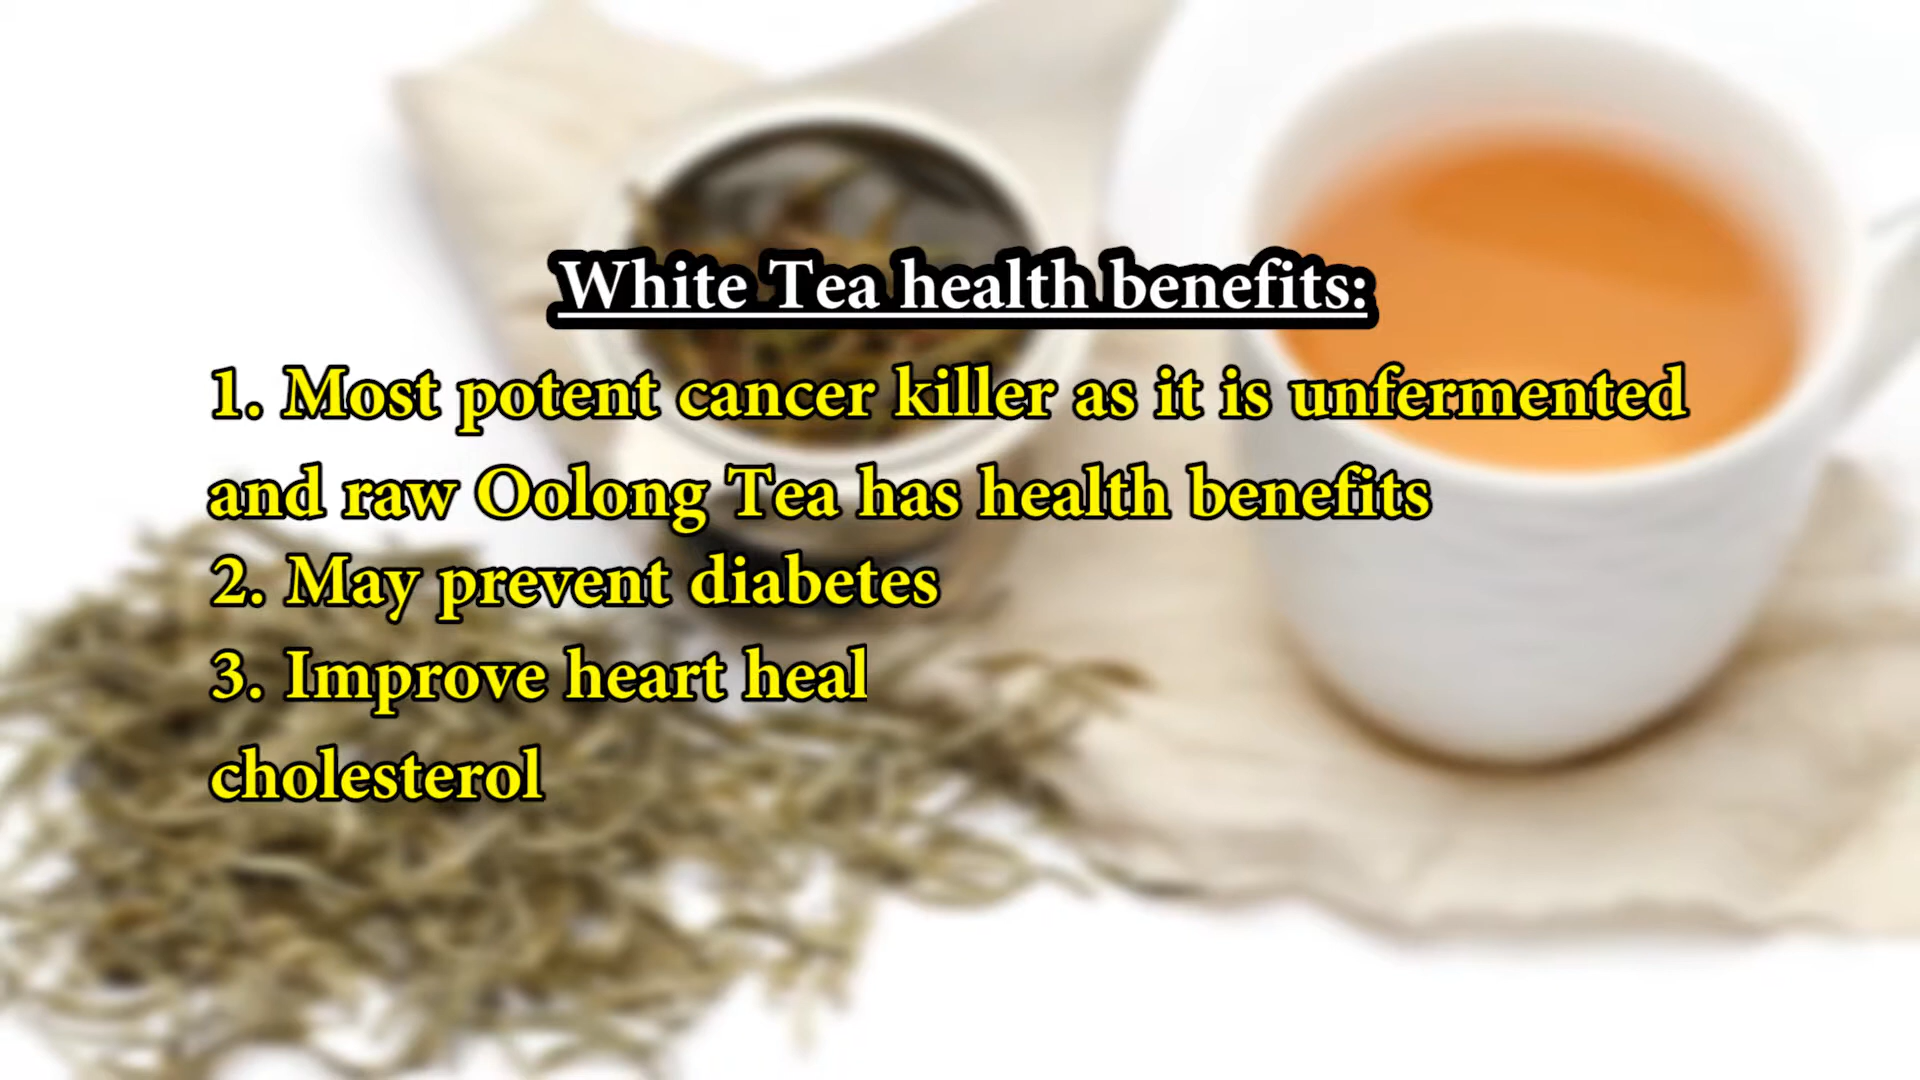 White Tea health benefits:
1. Most potent cancer killer as it is unfermented
and raw Oolong Tea has health benefits
2. May prevent diabetes
3. Improve heart heal
cholesterol